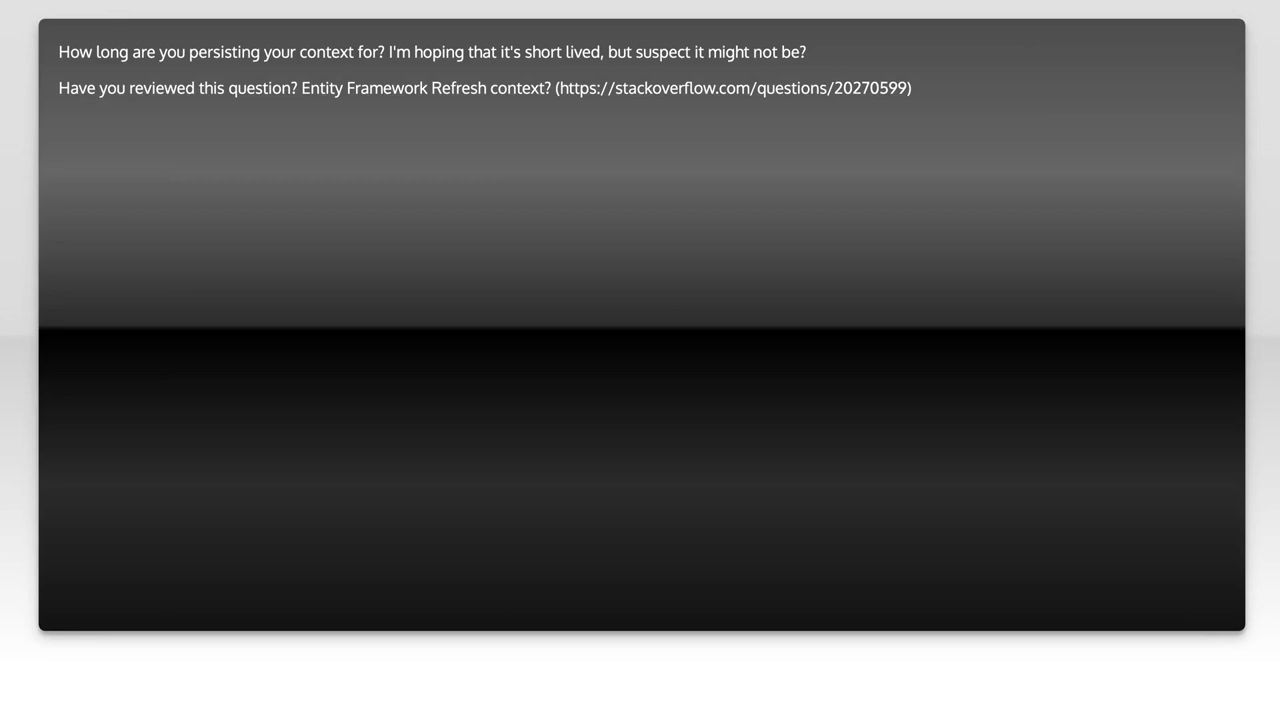 How long are you persisting your context for? I'm hoping that it's short lived, but suspect it might not be?
Have you reviewed this question? Entity Framework Refresh context? (https://stackoverflow.com/questions/20270599)